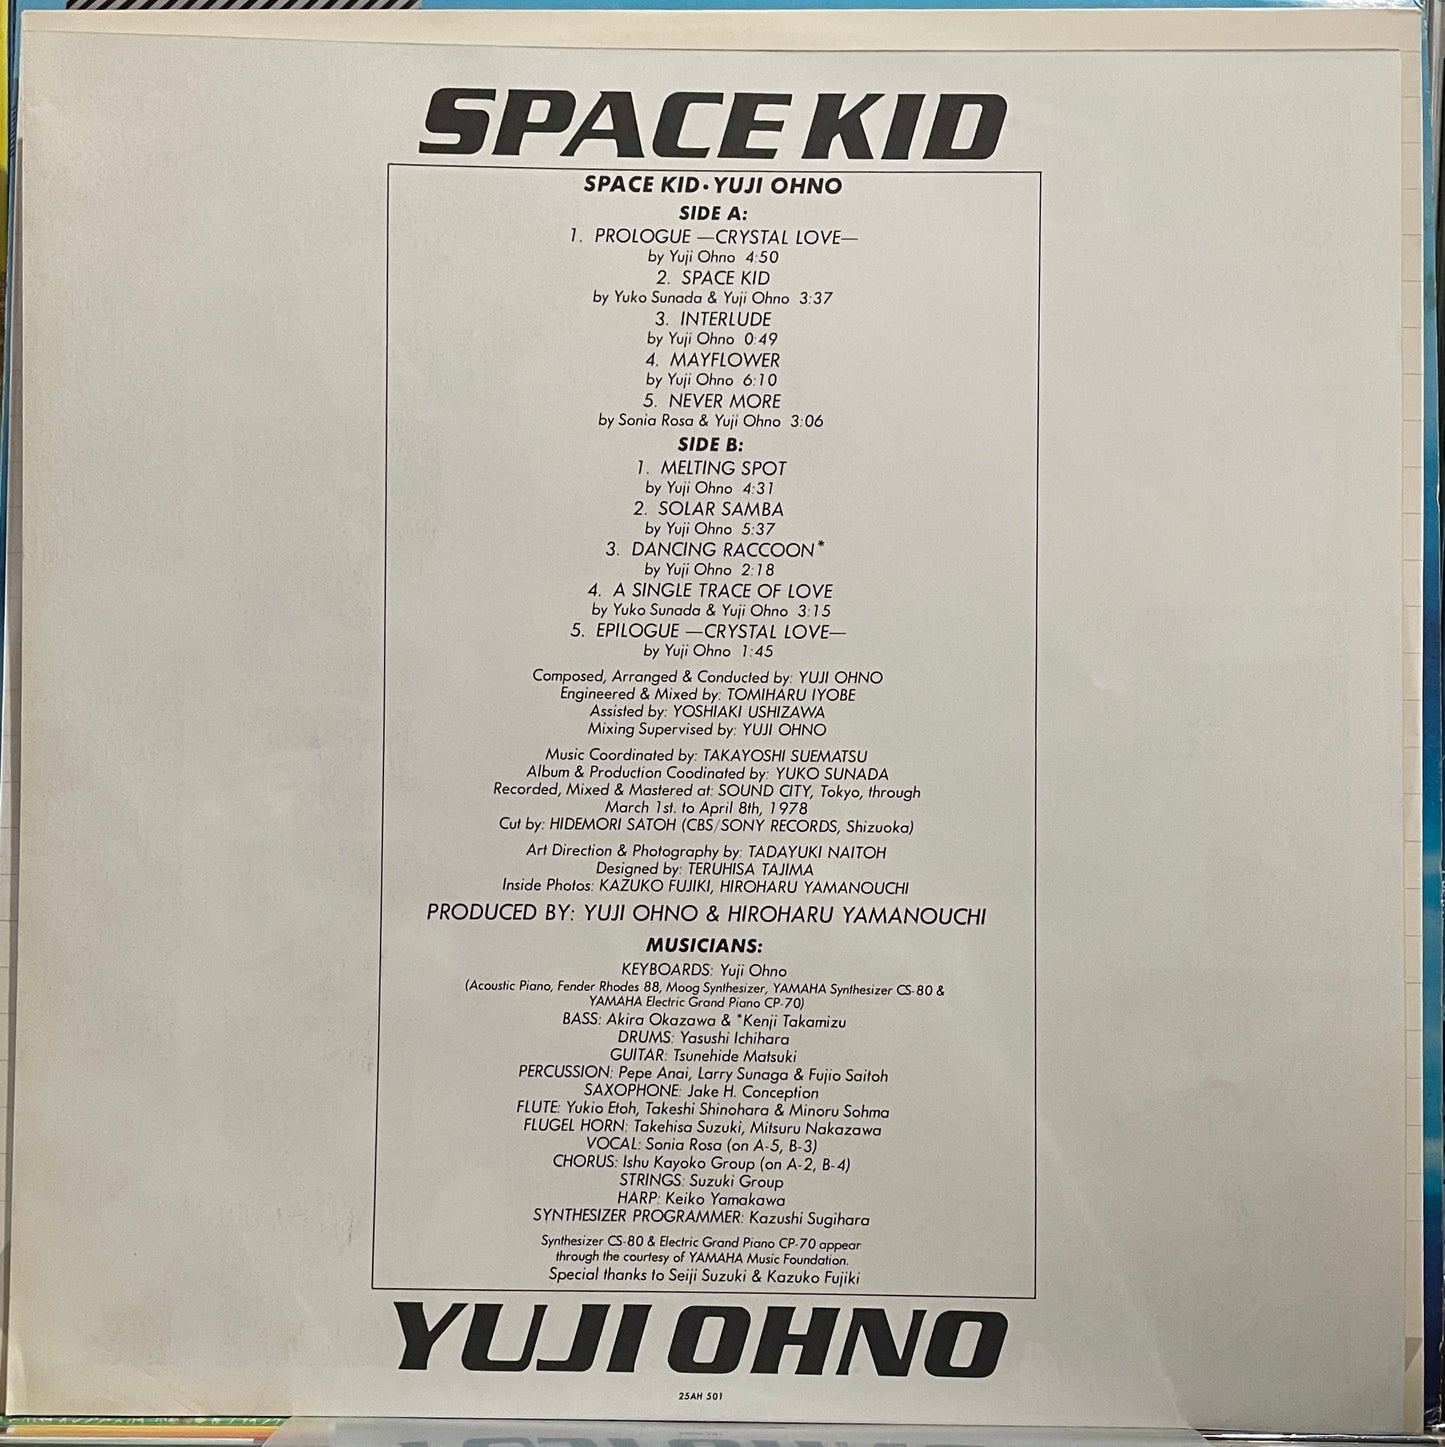 SPACE KID
SPACE KID・YUJI OHNO
SIDE A:
1. PROLOGUE —CRYSTAL LOVE—
by Yuji Ohno 4:50
2. SPACE KID
by Yuko Sunada & Yuji Ohno 3:37
3. INTERLUDE
by Yuji Ohno 0:49
4. MAYFLOWER
by Yuji Ohno 6:10
5. NEVER MORE
by Sonia Rosa & Yuji Ohno 3:06
SIDE B:
1. MELTING SPOT
by Yuji Ohno 4:31
2. SOLAR SAMBA
by Yuji Ohno 5:37
3. DANCING RACCOON*
by Yuji Ohno 2:18
4. A SINGLE TRACE OF LOVE
by Yuko Sunada & Yuji Ohno 3:15
5. EPILOGUE —CRYSTAL LOVE—
by Yuji Ohno 1:45
Composed, Arranged & Conducted by: YUJI OHNO
Engineered & Mixed by: TOMIHARU IYOBE
Assisted by: YOSHIAKI USHIZAWA
Mixing Supervised by: YUJI OHNO
Music Coordinated by: TAKAYOSHI SUEMATSU
Album & Production Coodinated by: YUKO SUNADA
Recorded, Mixed & Mastered at: SOUND CITY, Tokyo, through
March 1st. to April 8th, 1978
Cut by: HIDEMORI SATOH (CBS/SONY RECORDS, Shizuoka)
Art Direction & Photography by: TADAYUKI NAITOH
Designed by: TERUHISA TAJIMA
Inside Photos: KAZUKO FUJIKI, HIROHARU YAMANOUCHI
PRODUCED BY: YUJI OHNO & HIROHARU YAMANOUCHI
MUSICIANS:
KEYBOARDS: Yuji Ohno
(Acoustic Piano, Fender Rhodes 88, Moog Synthesizer, YAMAHA Synthesizer CS-80 &
YAMAHA Electric Grand Piano CP-70)
BASS: Akira Okazawa & *Kenji Takamizu
DRUMS: Yasushi Ichihara
GUITAR: Tsunehide Matsuki
PERCUSSION: Pepe Anai, Larry Sunaga & Fujio Saitoh
SAXOPHONE: Jake H. Conception
FLUTE: Yukio Etoh, Takeshi Shinohara & Minoru Sohma
FLUGEL HORN: Takehisa Suzuki, Mitsuru Nakazawa
VOCAL: Sonia Rosa (on A-5, B-3)
CHORUS: Ishu Kayoko Group (on A-2, B-4)
STRINGS: Suzuki Group
HARP: Keiko Yamakawa
SYNTHESIZER PROGRAMMER: Kazushi Sugihara
Synthesizer CS-80 & Electric Grand Piano CP-70 appear
through the courtesy of YAMAHA Music Foundation.
Special thanks to Seiji Suzuki & Kazuko Fujiki
YUJI OHNO
25AH 501